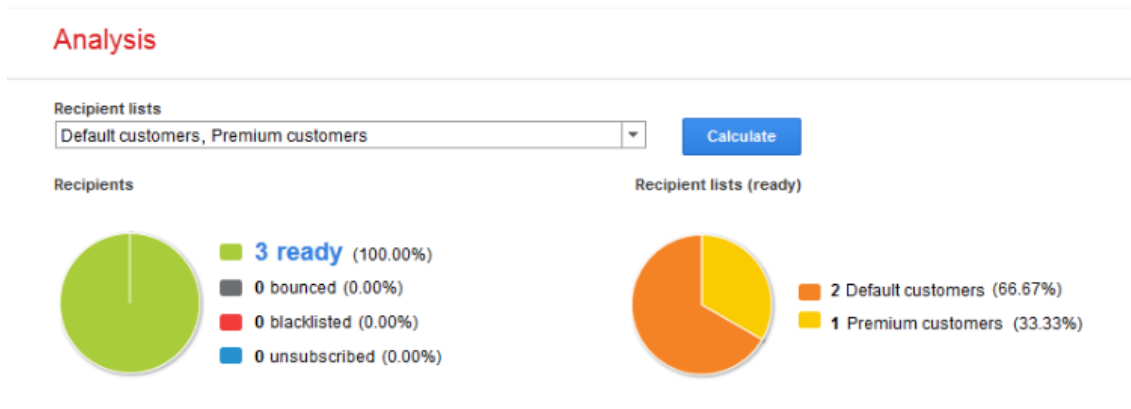 Analysis
Recipient lists
Default customers, Premium customers
Calculate
Recipients
Recipient lists (ready)
3 ready (100.00%)
0 bounced (0.00%)
0 blacklisted (0.00%)
0 unsubscribed (0.00%)
2 Default customers (66.67%)
1 Premium customers (33.33%)